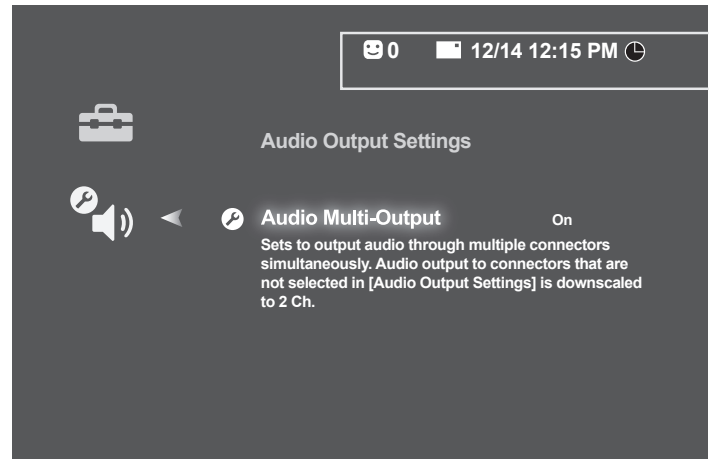 0 12/14 12:15 PM
Audio Output Settings
Audio Multi-Output On
Sets to output audio through multiple connectors
simultaneously. Audio output to connectors that are
not selected in [Audio Output Settings] is downscaled
to 2 Ch.